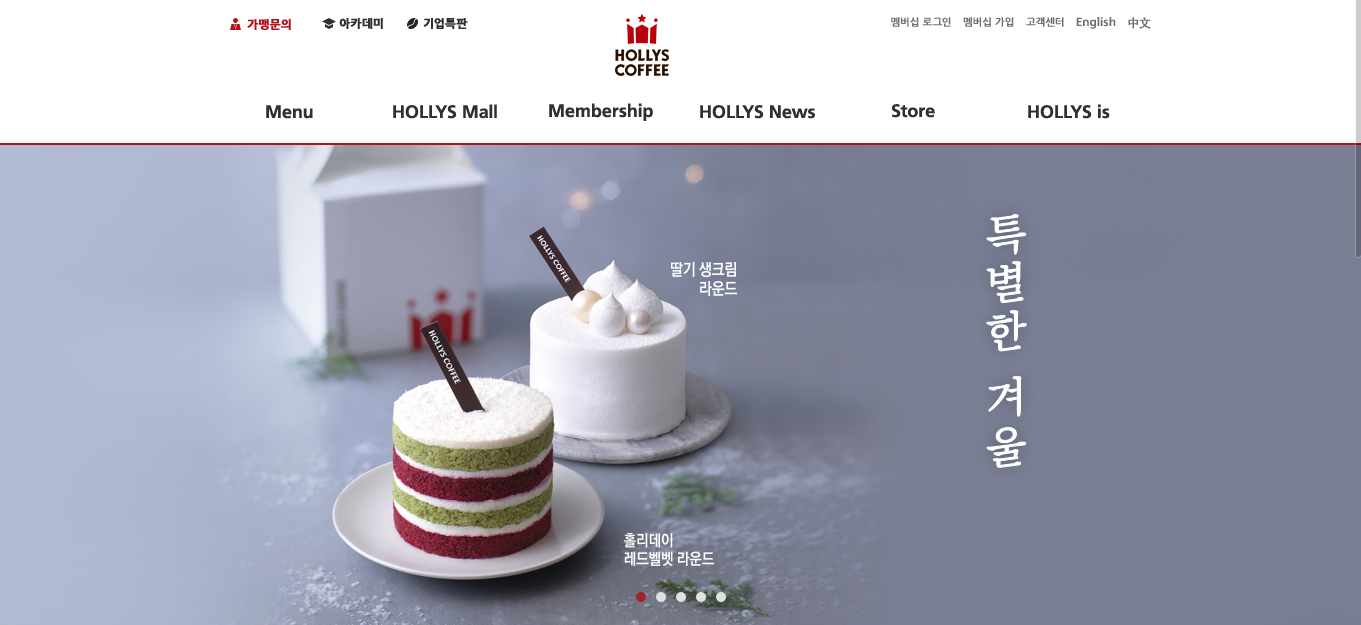 가맹문의
아카데미
기업특판
HOLLYS
COFFEE
멤버십 로그인
멤버십 가입
고객센터
English
中文
Menu
HOLLYS Mall
Membership
HOLLYS News
Store
HOLLYS is
HOLLYS COFFEE
딸기 생크림
라운드
특별한 겨울
HOLLYS COFFEE
홀리데이
레드벨벳 라운드